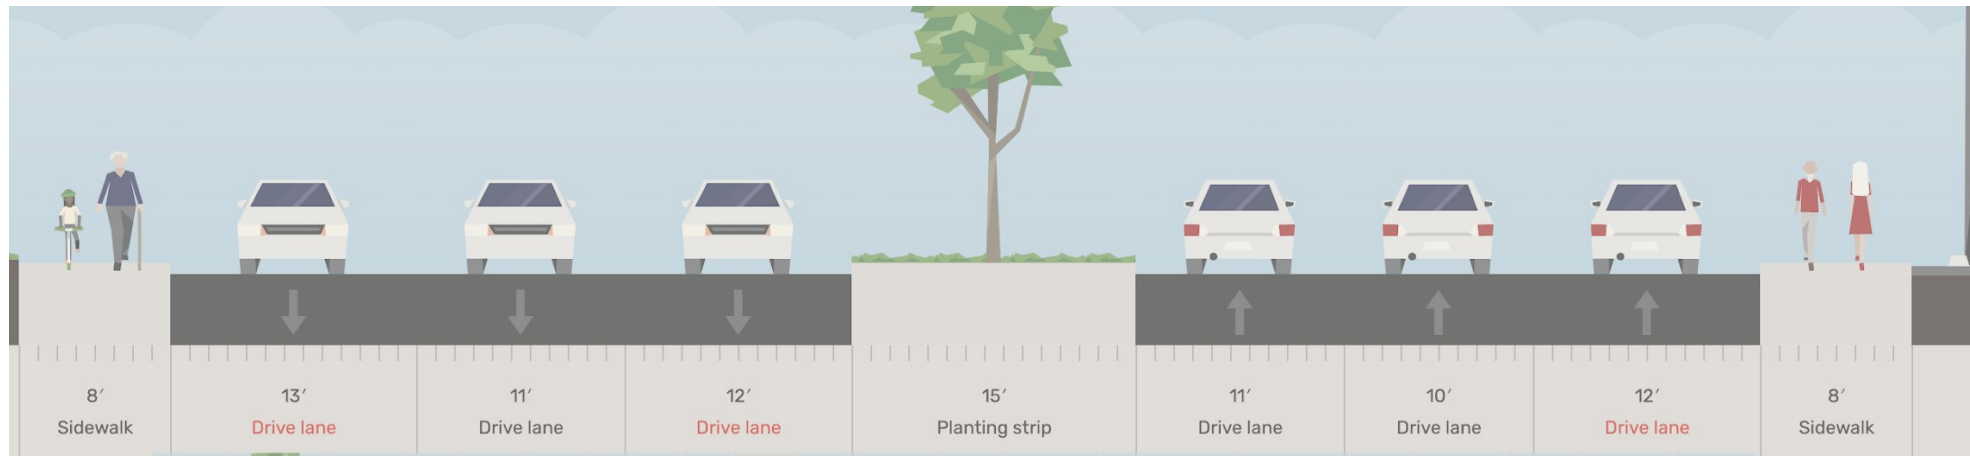 8′
Sidewalk
13′
Drive lane
11′
Drive lane
12′
Drive lane
15′
Planting strip
11′
Drive lane
10′
Drive lane
12′
Drive lane
8′
Sidewalk